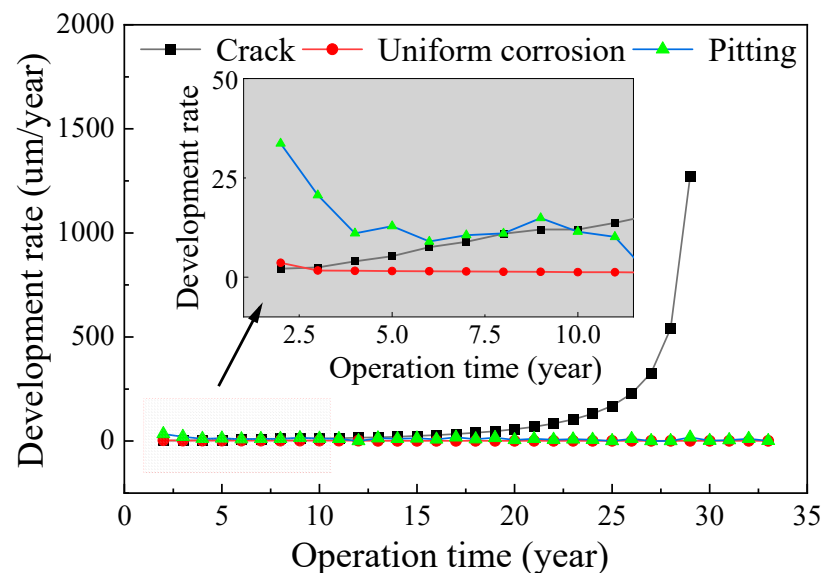 2000
1500
1000
500
0
Development rate (um/year)
Crack Uniform corrosion Pitting
50
25
0
Development rate
2.5 5.0 7.5 10.0
Operation time (year)
0 5 10 15 20 25 30 35
Operation time (year)